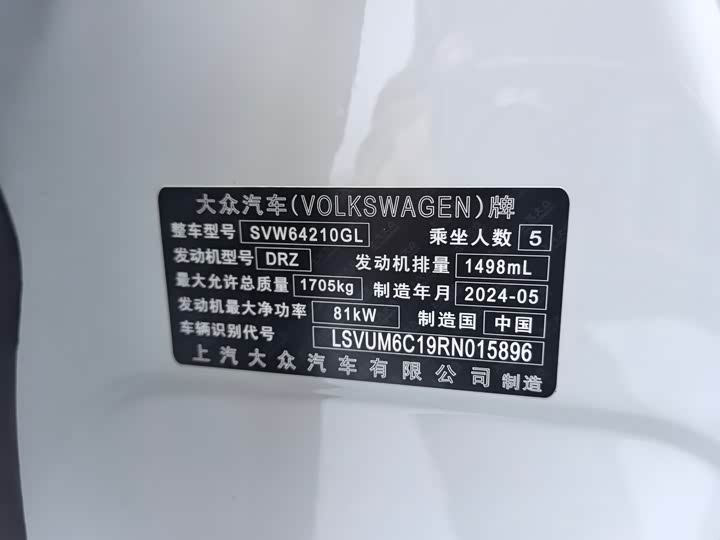 大众汽车(VOLKSWAGEN)牌
整车型号 SVW64210GL 乘坐人数 5
发动机型号 DRZ 发动机排量 1498mL
最大允许总质量 1705kg 制造年月 2024-05
发动机最大净功率 81kW 制造国 中国
车辆识别代号 LSVUM6C19RN015896
上汽大众汽车有限公司 制造